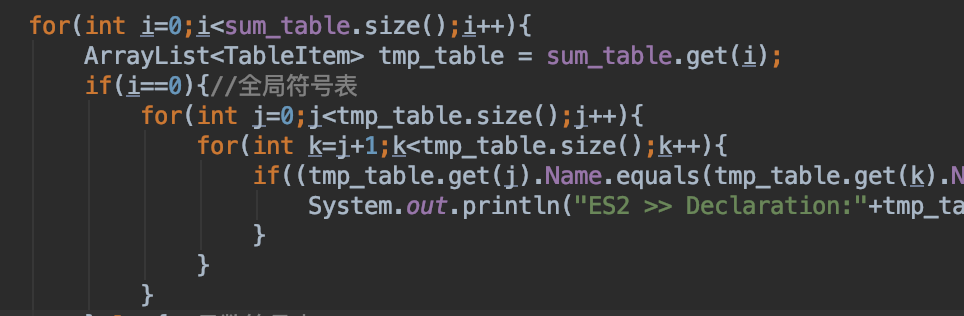 for(int i=0;i<sum_table.size();i++){
ArrayList<TableItem> tmp_table = sum_table.get(i);
if(i==0){//全局符号表
for(int j=0;j<tmp_table.size();j++){
for(int k=j+1;k<tmp_table.size();k++){
if((tmp_table.get(j).Name.equals(tmp_table.get(k).N
System.out.println("ES2 >> Declaration:"+tmp_ta
}
}
}